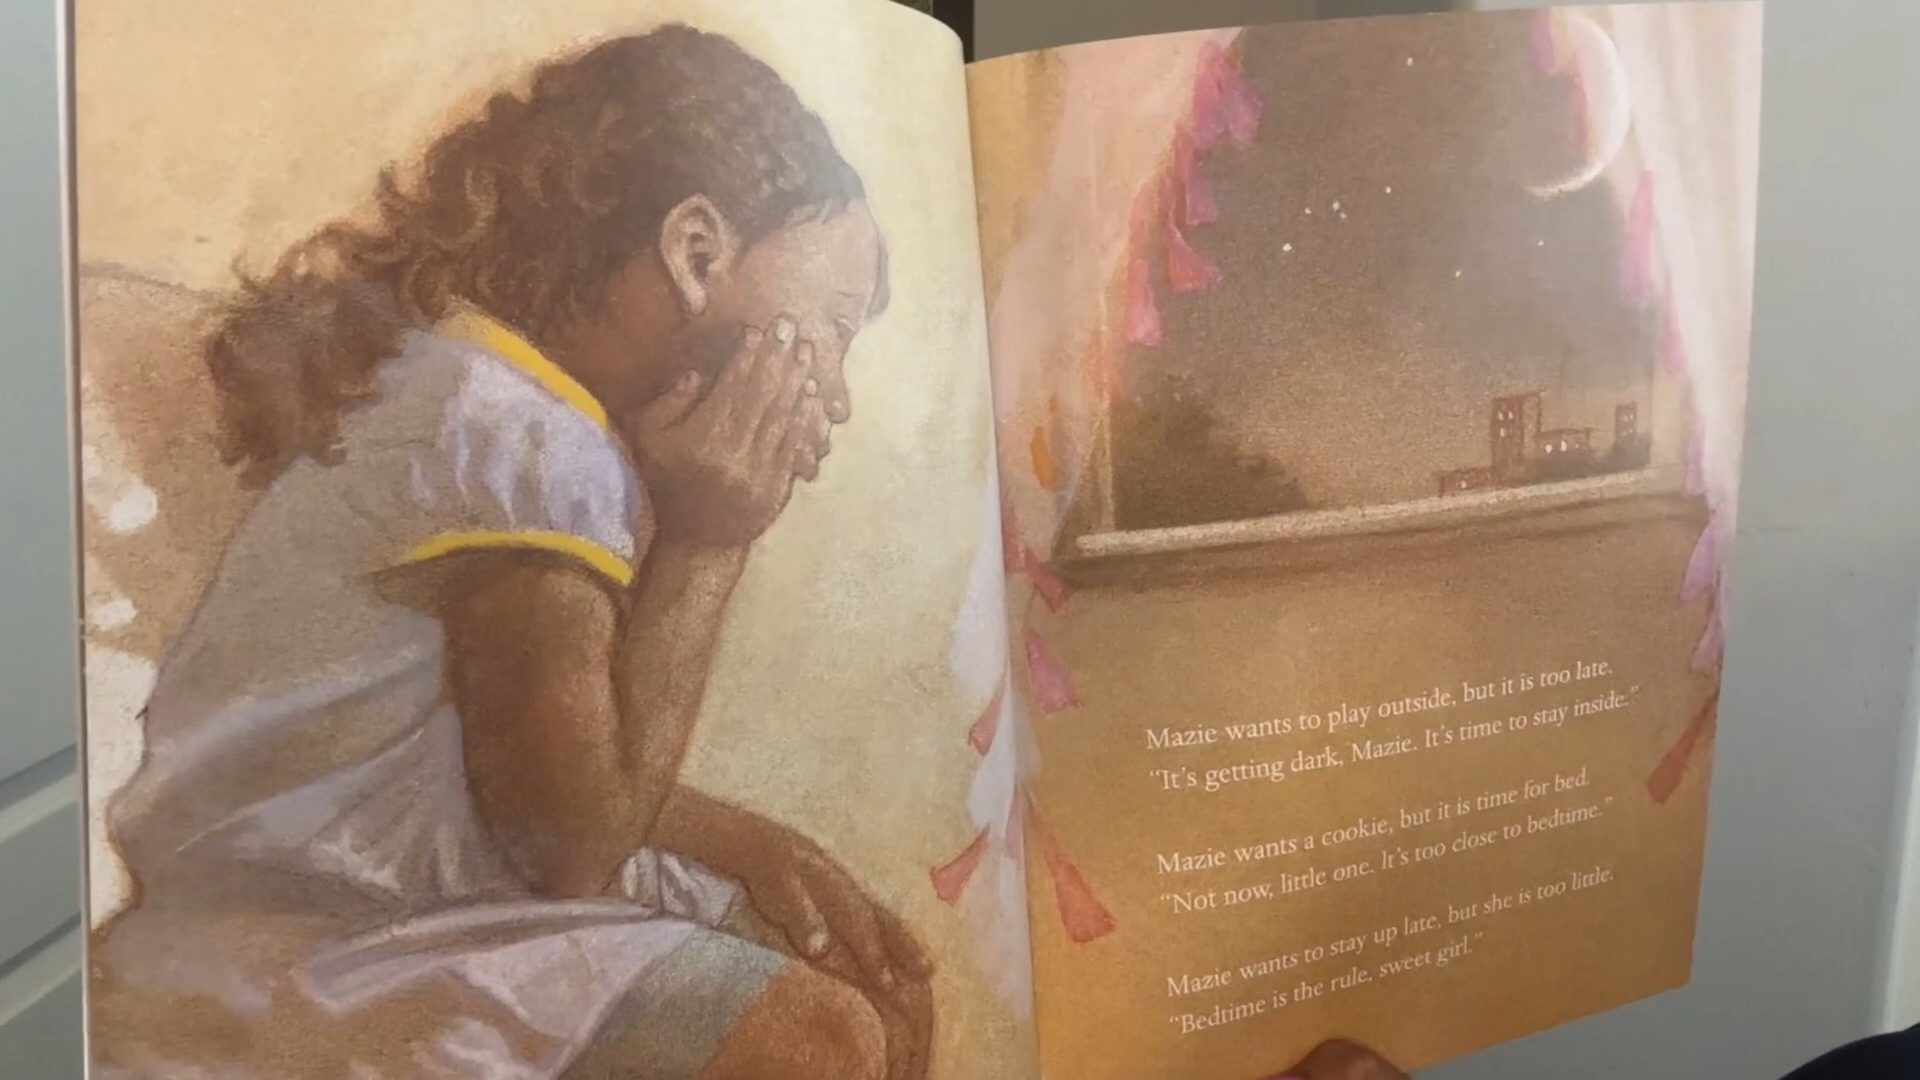 Mazie wants to play outside, but it is too late.
“It’s getting dark, Mazie. It’s time to stay inside.”
Mazie wants a cookie, but it is time for bed.
“Not now, little one. It’s too close to bedtime.”
Mazie wants to stay up late, but she is too little.
“Bedtime is the rule, sweet girl.”